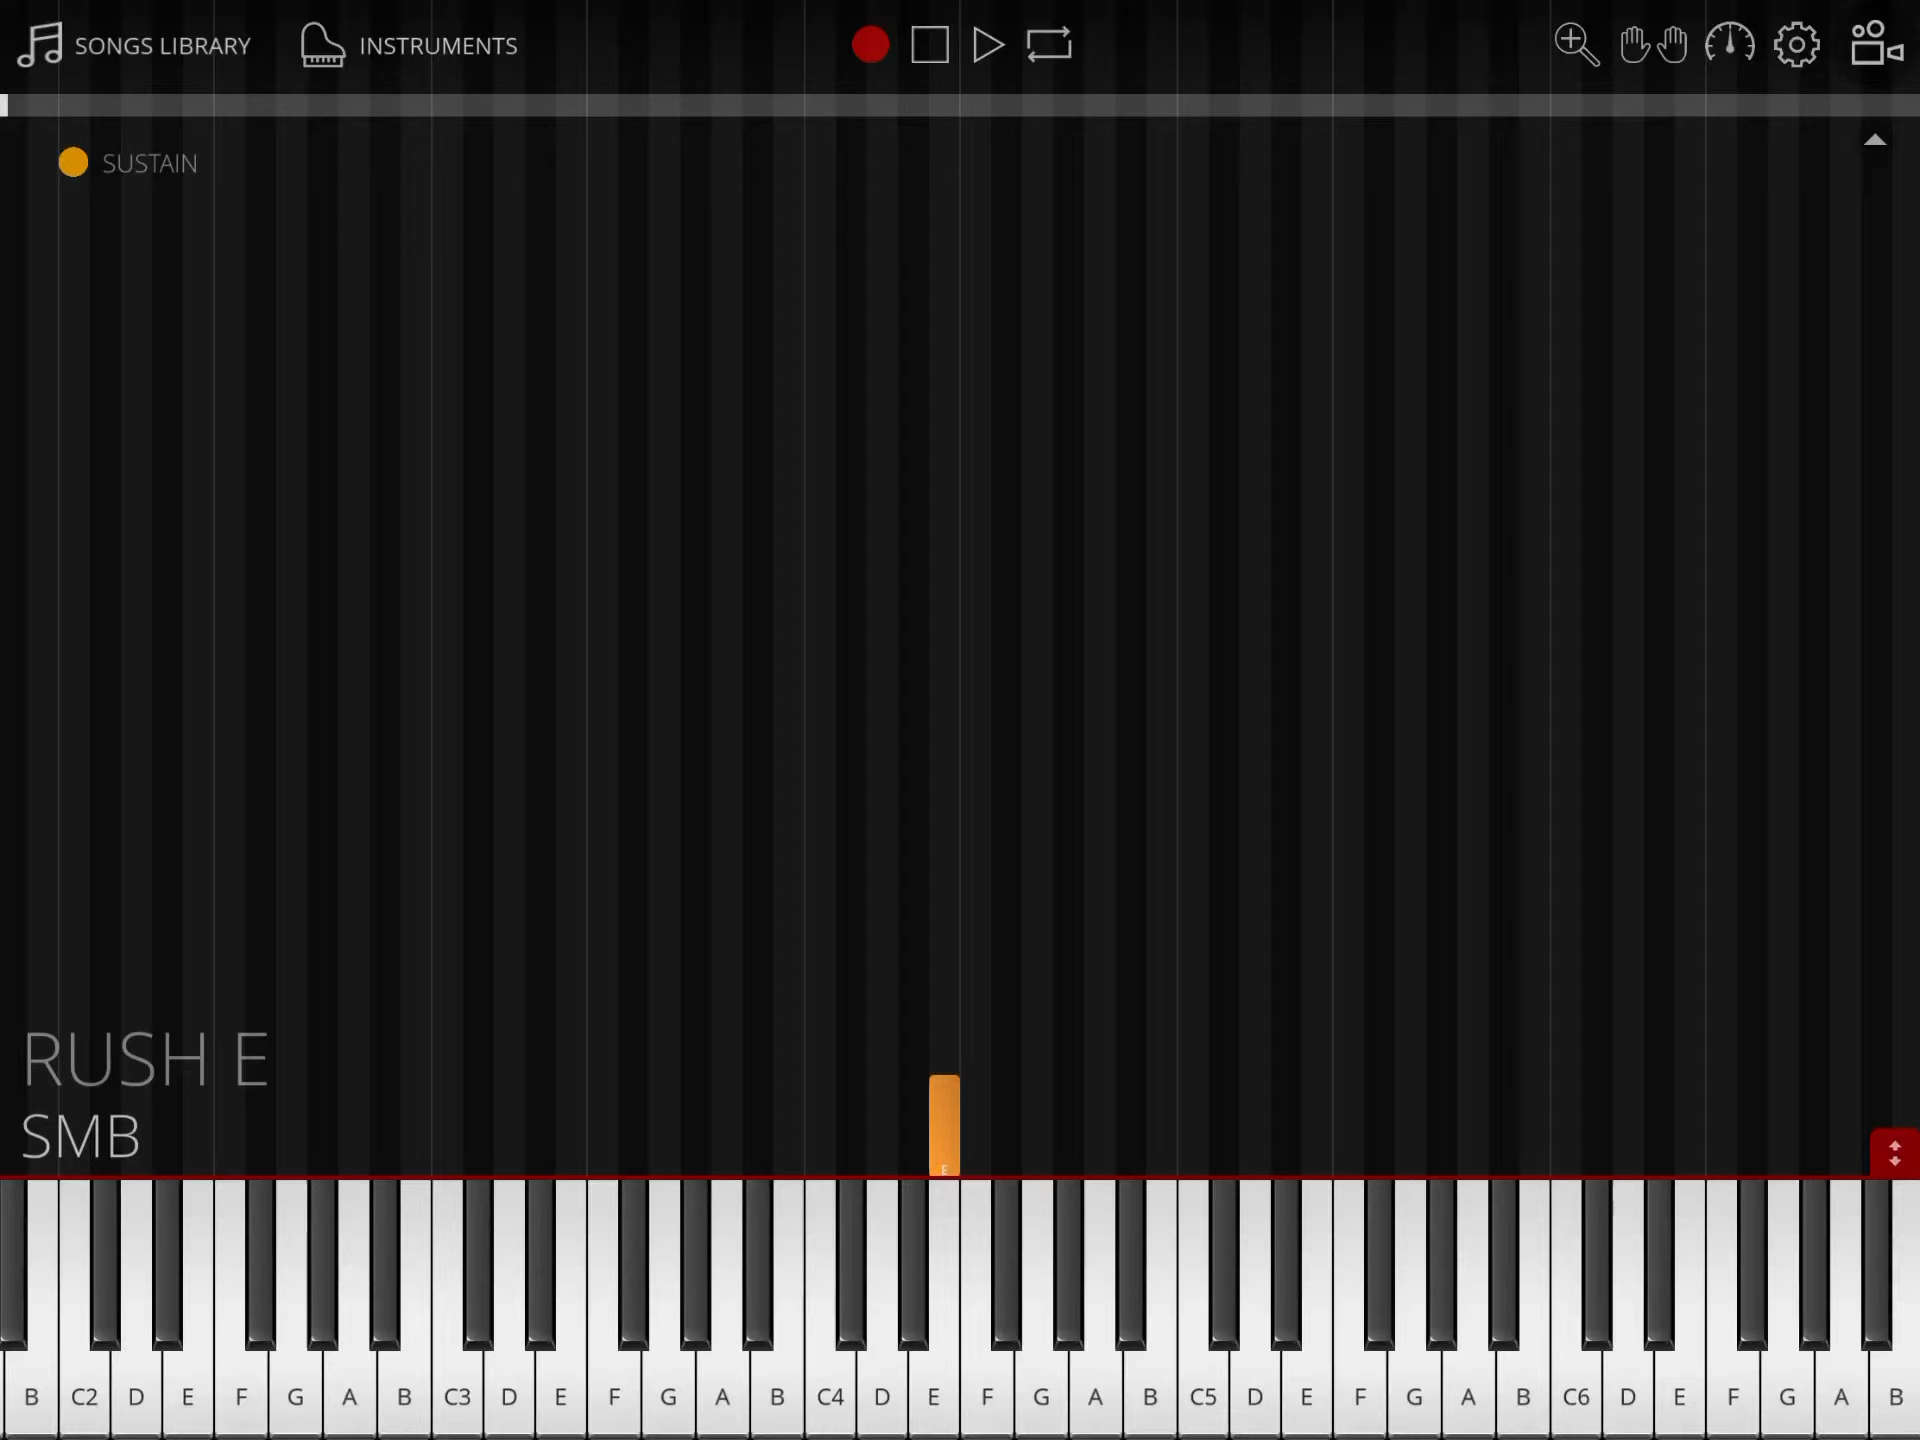 SONGS LIBRARY INSTRUMENTS
SUSTAIN
RUSH E
SMB
E
B C2 D E F G A B C3 D E F G A B C4 D E F G A B C5 D E F G A B C6 D E F G A B